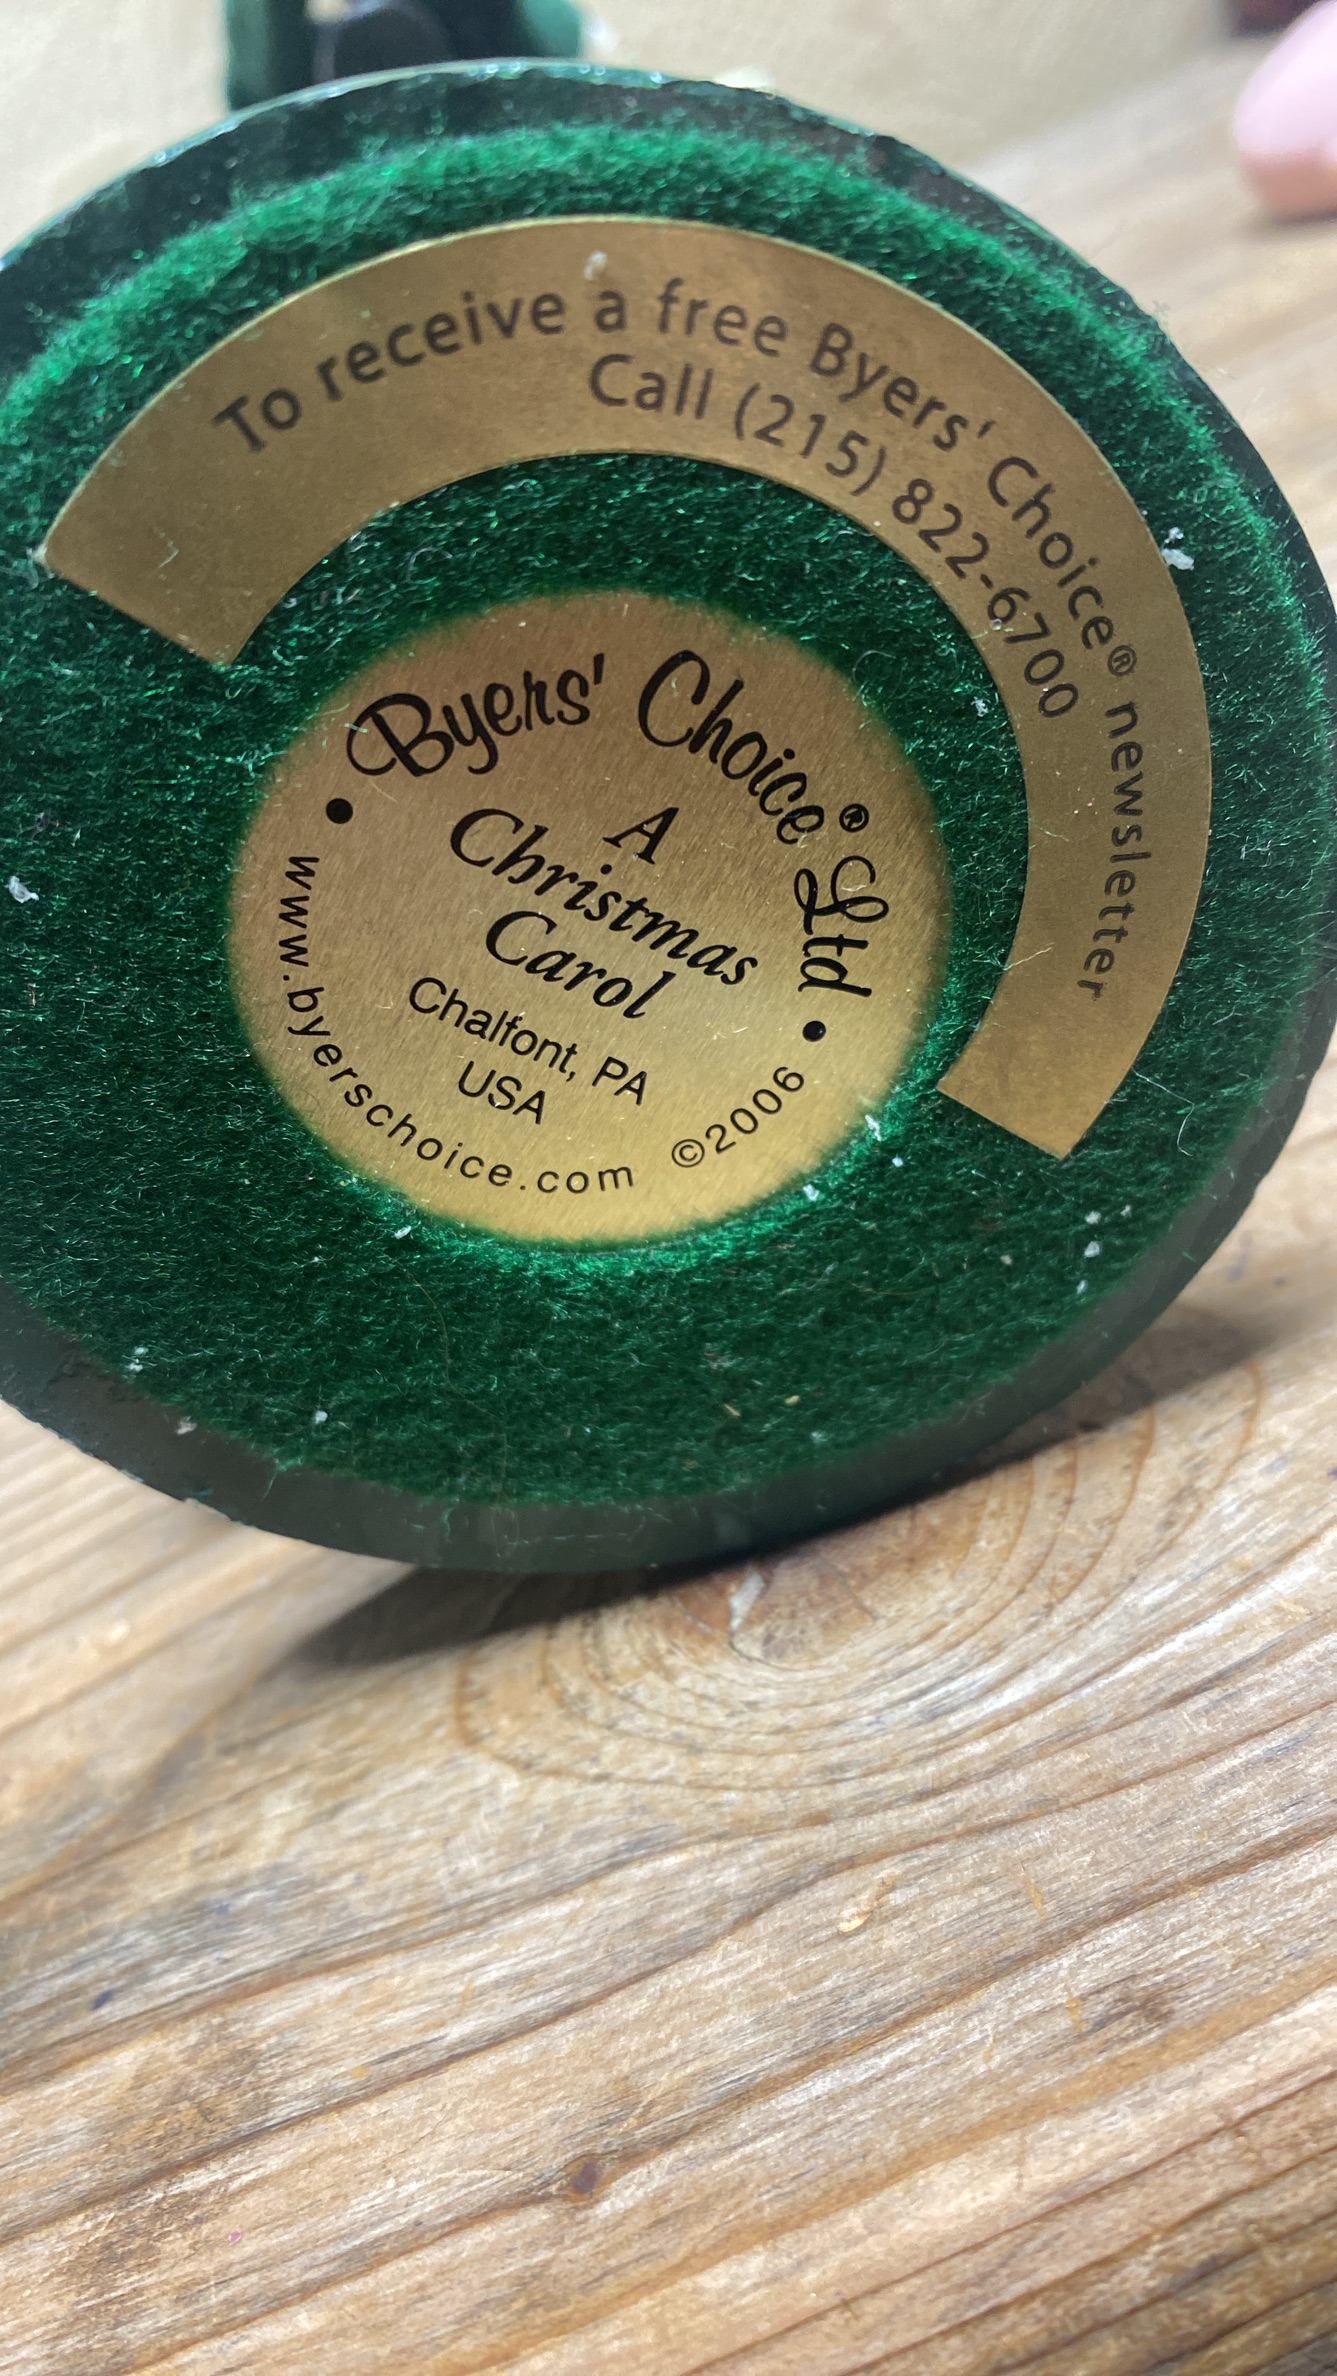 To receive a free Byers' Choice® newsletter
Call (215) 822-6700
Byers' Choice® Ltd
A
Christmas
Carol
Chalfont, PA
USA
• www.byerschoice.com ©2006 •